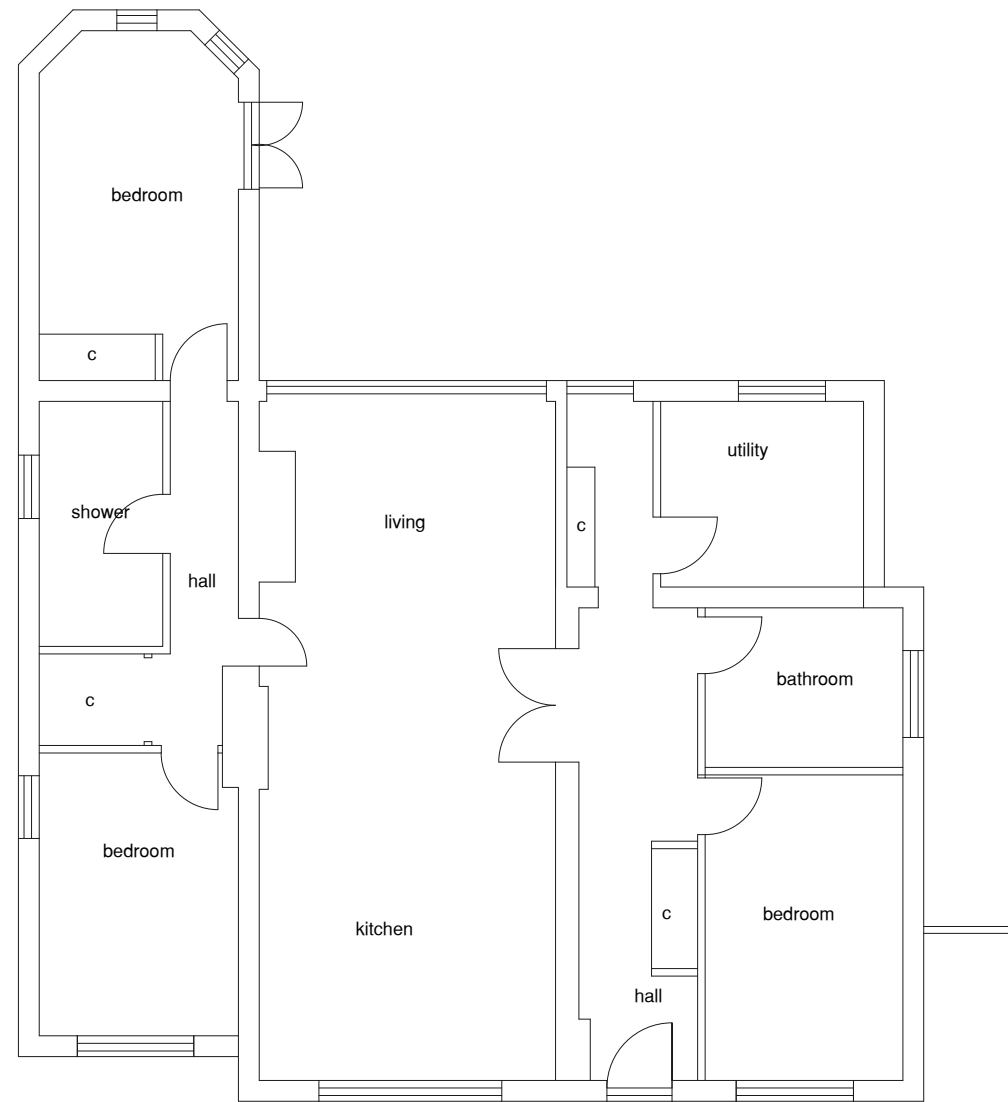 bedroom
c
utility
shower
living
c
hall
bathroom
c
bedroom
c
bedroom
kitchen
hall